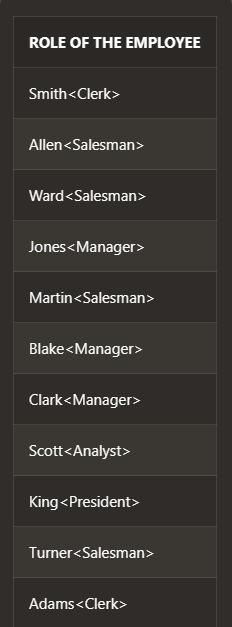 ROLE OF THE EMPLOYEE
Smith<Clerk>
Allen<Salesman>
Ward<Salesman>
Jones<Manager>
Martin<Salesman>
Blake<Manager>
Clark<Manager>
Scott<Analyst>
King<President>
Turner<Salesman>
Adams<Clerk>